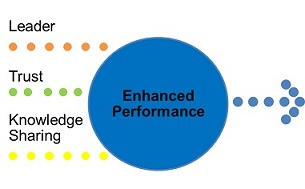 Leader
Trust
Knowledge
Sharing
Enhanced
Performance